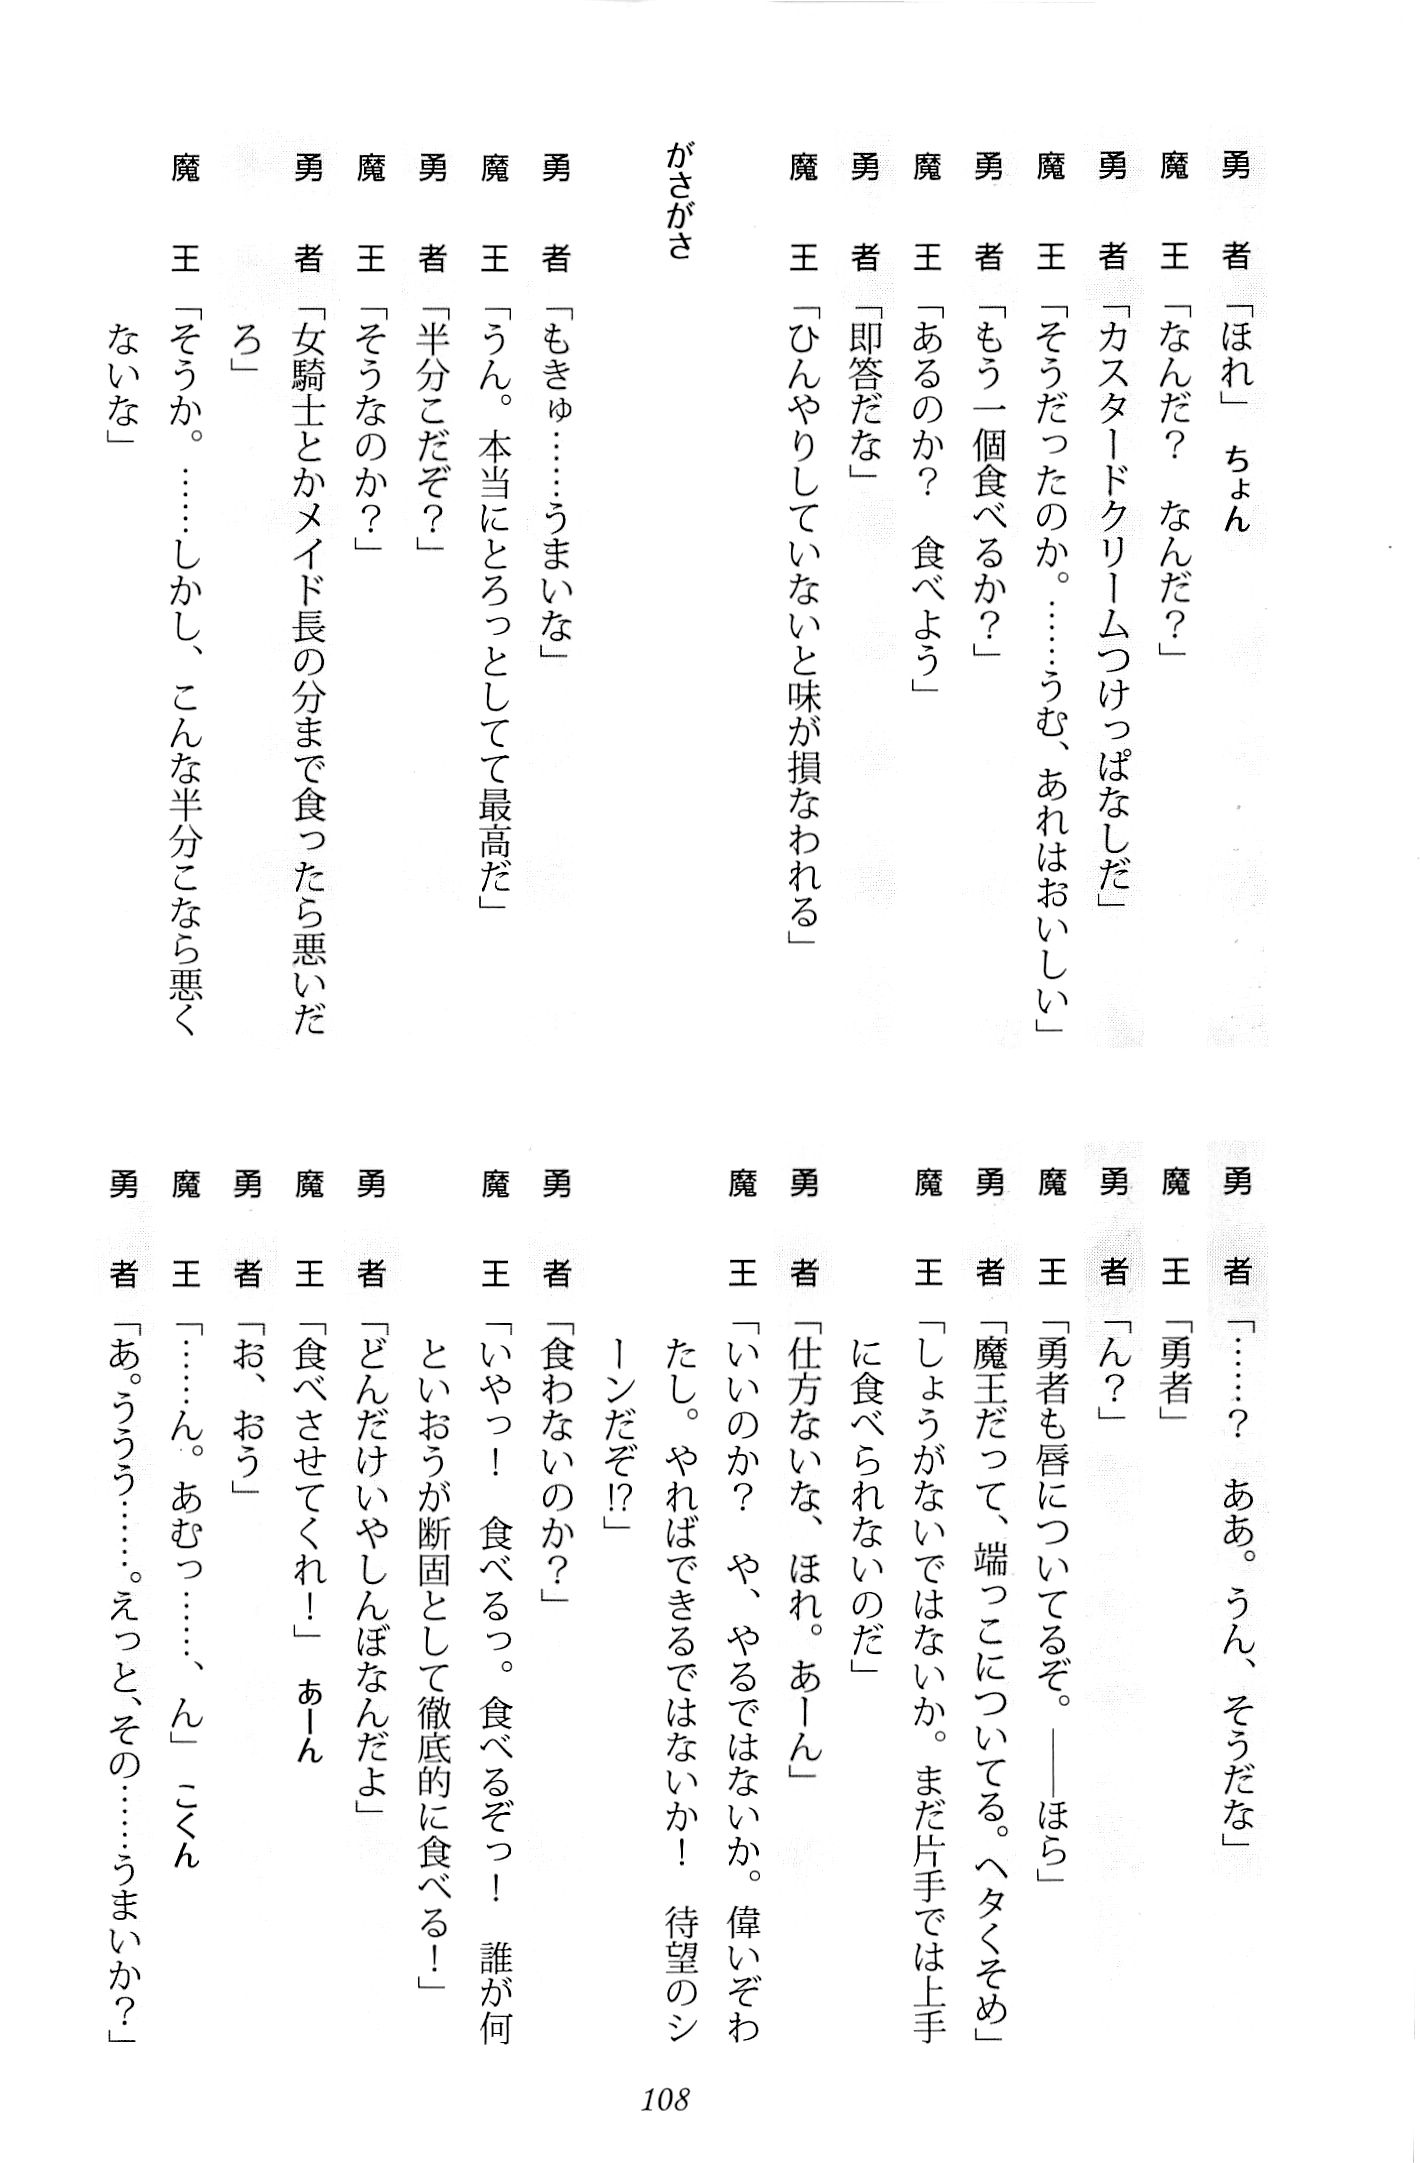 勇者「ほれ」 ちょん
魔王「なんだ？ なんだ？」
勇者「カスタードクリームつけっぱなしだ」
魔王「そうだったのか。……うむ、あれはおいしい」
勇者「もう一個食べるか？」
魔王「あるのか？ 食べよう」
勇者「即答だな」
魔王「ひんやりしていないと味が損なわれる」
がさがさ
勇者「もきゅ……うまいな」
魔王「うん。本当にとろっとしてて最高だ」
勇者「半分こだぞ？」
魔王「そうなのか？」
勇者「女騎士とかメイド長の分まで食ったら悪いだ
ろ」
魔王「そうか。……しかし、こんな半分こなら悪く
ないな」
勇者「……？ ああ。うん、そうだな」
魔王「勇者」
勇者「ん？」
魔王「勇者も唇についてるぞ。――ほら」
勇者「魔王だって、端っこについてる。ヘタくそめ」
魔王「しょうがないではないか。まだ片手では上手
に食べられないのだ」
勇者「仕方ないな、ほれ。あーん」
魔王「いいのか？ や、やるではないか。偉いぞわ
たし。やればできるではないか！ 待望のシ
ーンだぞ!?」
勇者「食わないのか？」
魔王「いやっ！ 食べるっ。食べるぞっ！ 誰が何
といおうが断固として徹底的に食べる！」
勇者「どんだけいやしんぼなんだよ」
魔王「食べさせてくれ！」 あーん
勇者「お、おう」
魔王「……ん。あむっ……、ん」 こくん
勇者「あ。ううう……。えっと、その……うまいか？」
108